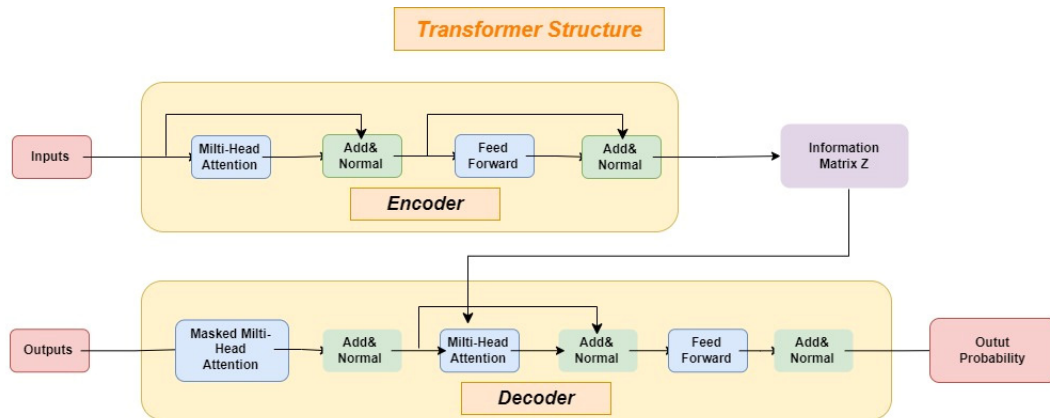 Transformer Structure
Inputs
Milti-Head
Attention
Add&
Normal
Feed
Forward
Add&
Normal
Information
Matrix Z
Encoder
Outputs
Masked Milti-
Head
Attention
Add&
Normal
Milti-Head
Attention
Add&
Normal
Feed
Forward
Add&
Normal
Outut
Probability
Decoder